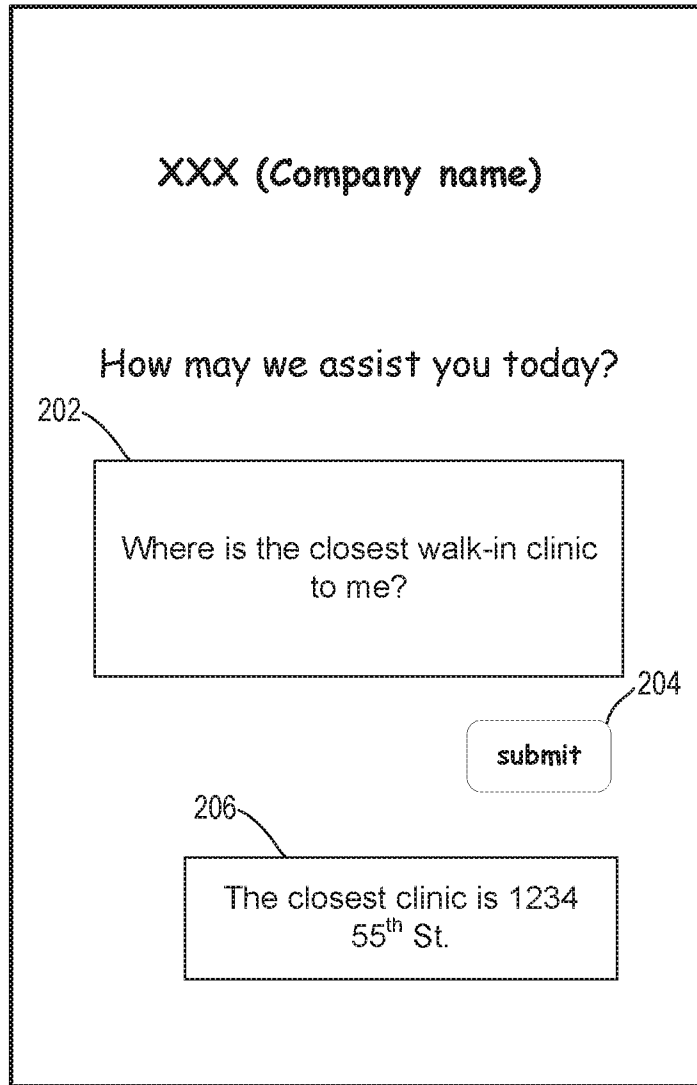 XXX (Company name)
How may we assist you today?
202
Where is the closest walk-in clinic
to me?
204
submit
206
The closest clinic is 1234
55th St.